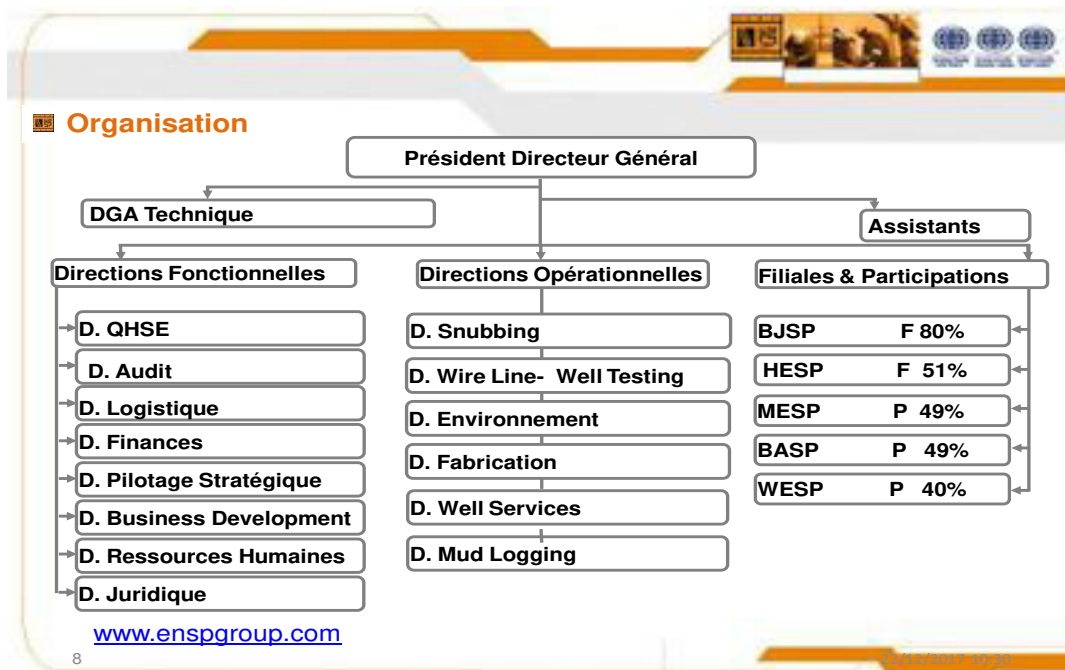 Organisation
Président Directeur Général
DGA Technique
Assistants
Directions Fonctionnelles
D. QHSE
D. Audit
D. Logistique
D. Finances
D. Pilotage Stratégique
D. Business Development
D. Ressources Humaines
D. Juridique
Directions Opérationnelles
D. Snubbing
D. Wire Line- Well Testing
D. Environnement
D. Fabrication
D. Well Services
D. Mud Logging
Filiales & Participations
BJSP F 80%
HESP F 51%
MESP P 49%
BASP P 49%
WESP P 40%
www.enspgroup.com
8